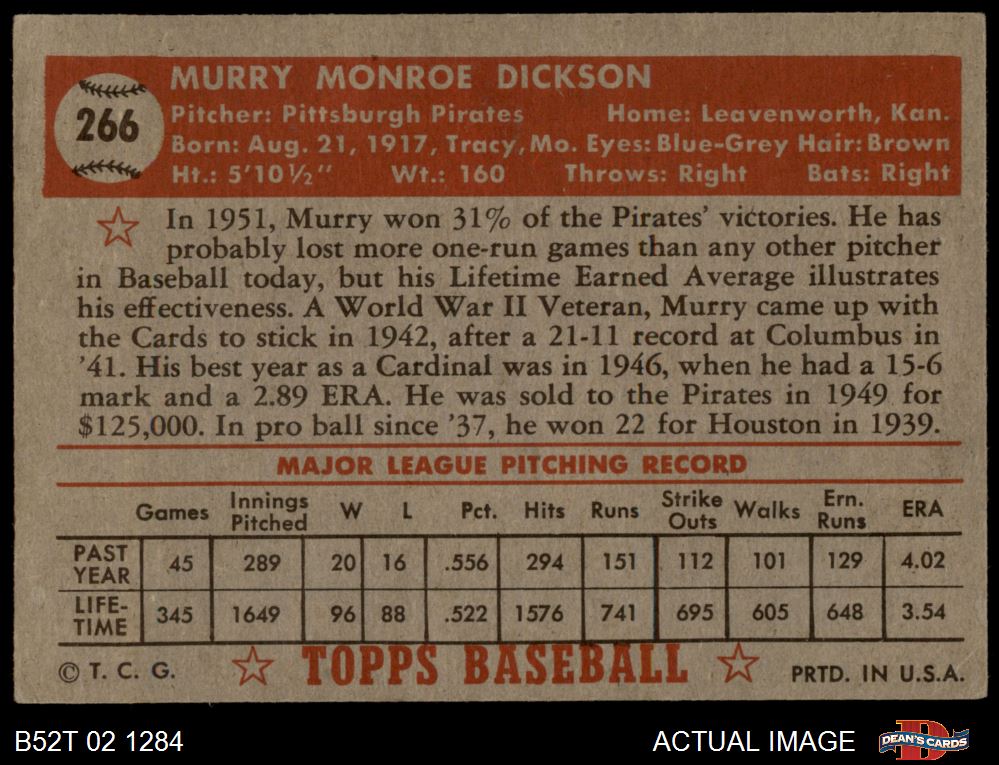 266
MURRY MONROE DICKSON
Pitcher: Pittsburgh Pirates Home: Leavenworth, Kan.
Born: Aug. 21, 1917, Tracy, Mo. Eyes: Blue-Grey Hair: Brown
Ht.: 5'10½" Wt.: 160 Throws: Right Bats: Right
In 1951, Murry won 31% of the Pirates' victories. He has
probably lost more one-run games than any other pitcher
in Baseball today, but his Lifetime Earned Average illustrates
his effectiveness. A World War II Veteran, Murry came up with
the Cards to stick in 1942, after a 21-11 record at Columbus in
'41. His best year as a Cardinal was in 1946, when he had a 15-6
mark and a 2.89 ERA. He was sold to the Pirates in 1949 for
$125,000. In pro ball since '37, he won 22 for Houston in 1939.
MAJOR LEAGUE PITCHING RECORD
Games Innings Pitched W L Pct. Hits Runs Strike Outs Walks Ern. Runs ERA
PAST YEAR 45 289 20 16 .556 294 151 112 101 129 4.02
LIFE-TIME 345 1649 96 88 .522 1576 741 695 605 648 3.54
© T. C. G. TOPPS BASEBALL PRTD. IN U.S.A.
B52T 02 1284 ACTUAL IMAGE DEAN'S CARDS